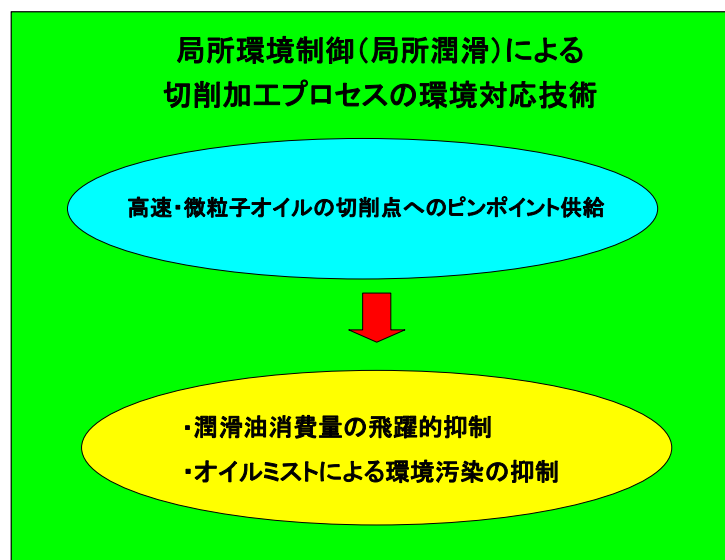 局所環境制御(局所潤滑)による
切削加工プロセスの環境対応技術
高速・微粒子オイルの切削点へのピンポイント供給
・潤滑油消費量の飛躍的抑制
・オイルミストによる環境汚染の抑制